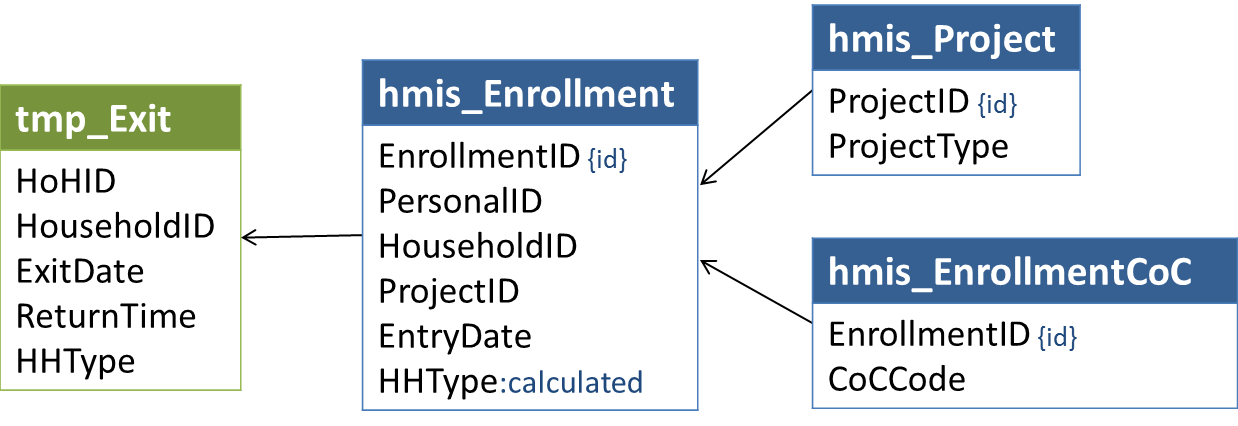 tmp_Exit
HoHID
HouseholdID
ExitDate
ReturnTime
HHType
hmis_Enrollment
EnrollmentID {id}
PersonalID
HouseholdID
ProjectID
EntryDate
HHType:calculated
hmis_Project
ProjectID {id}
ProjectType
hmis_EnrollmentCoC
EnrollmentID {id}
CoCCode